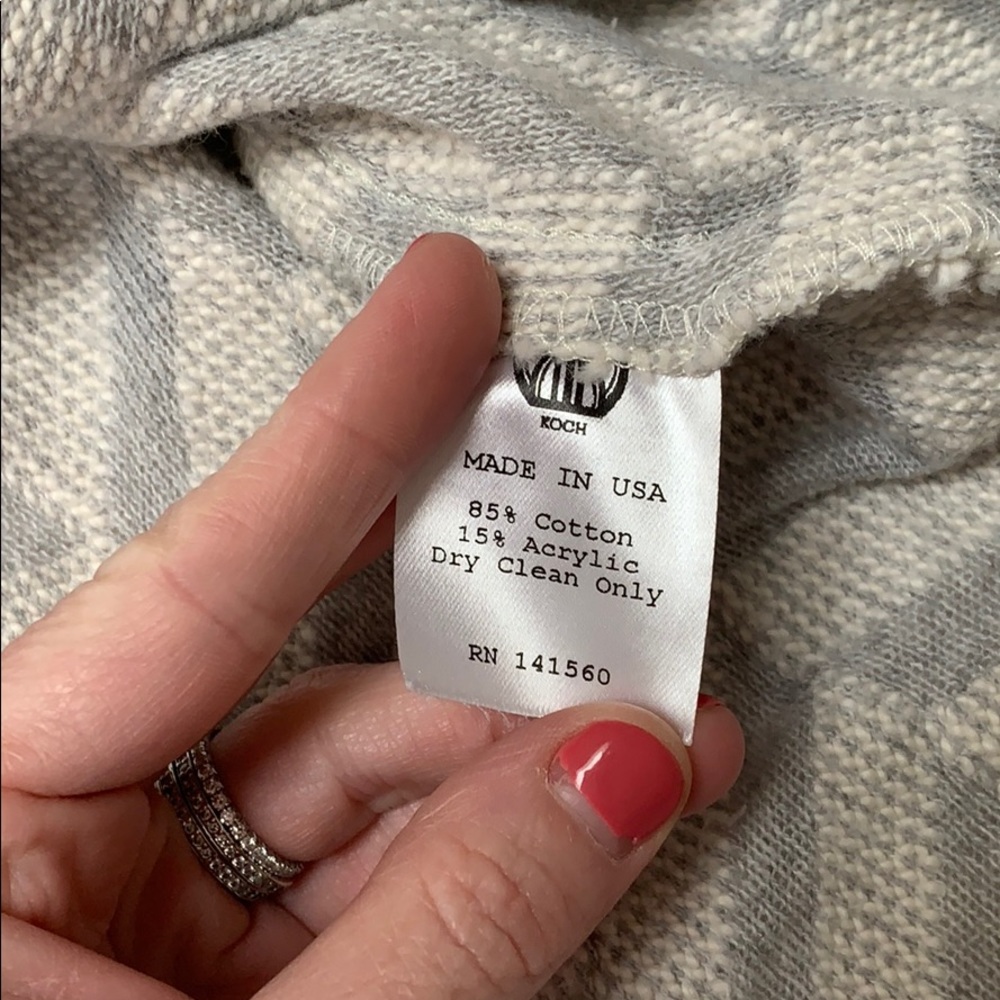 KOCH
MADE IN USA
85% Cotton
15% Acrylic
Dry Clean Only
RN 141560